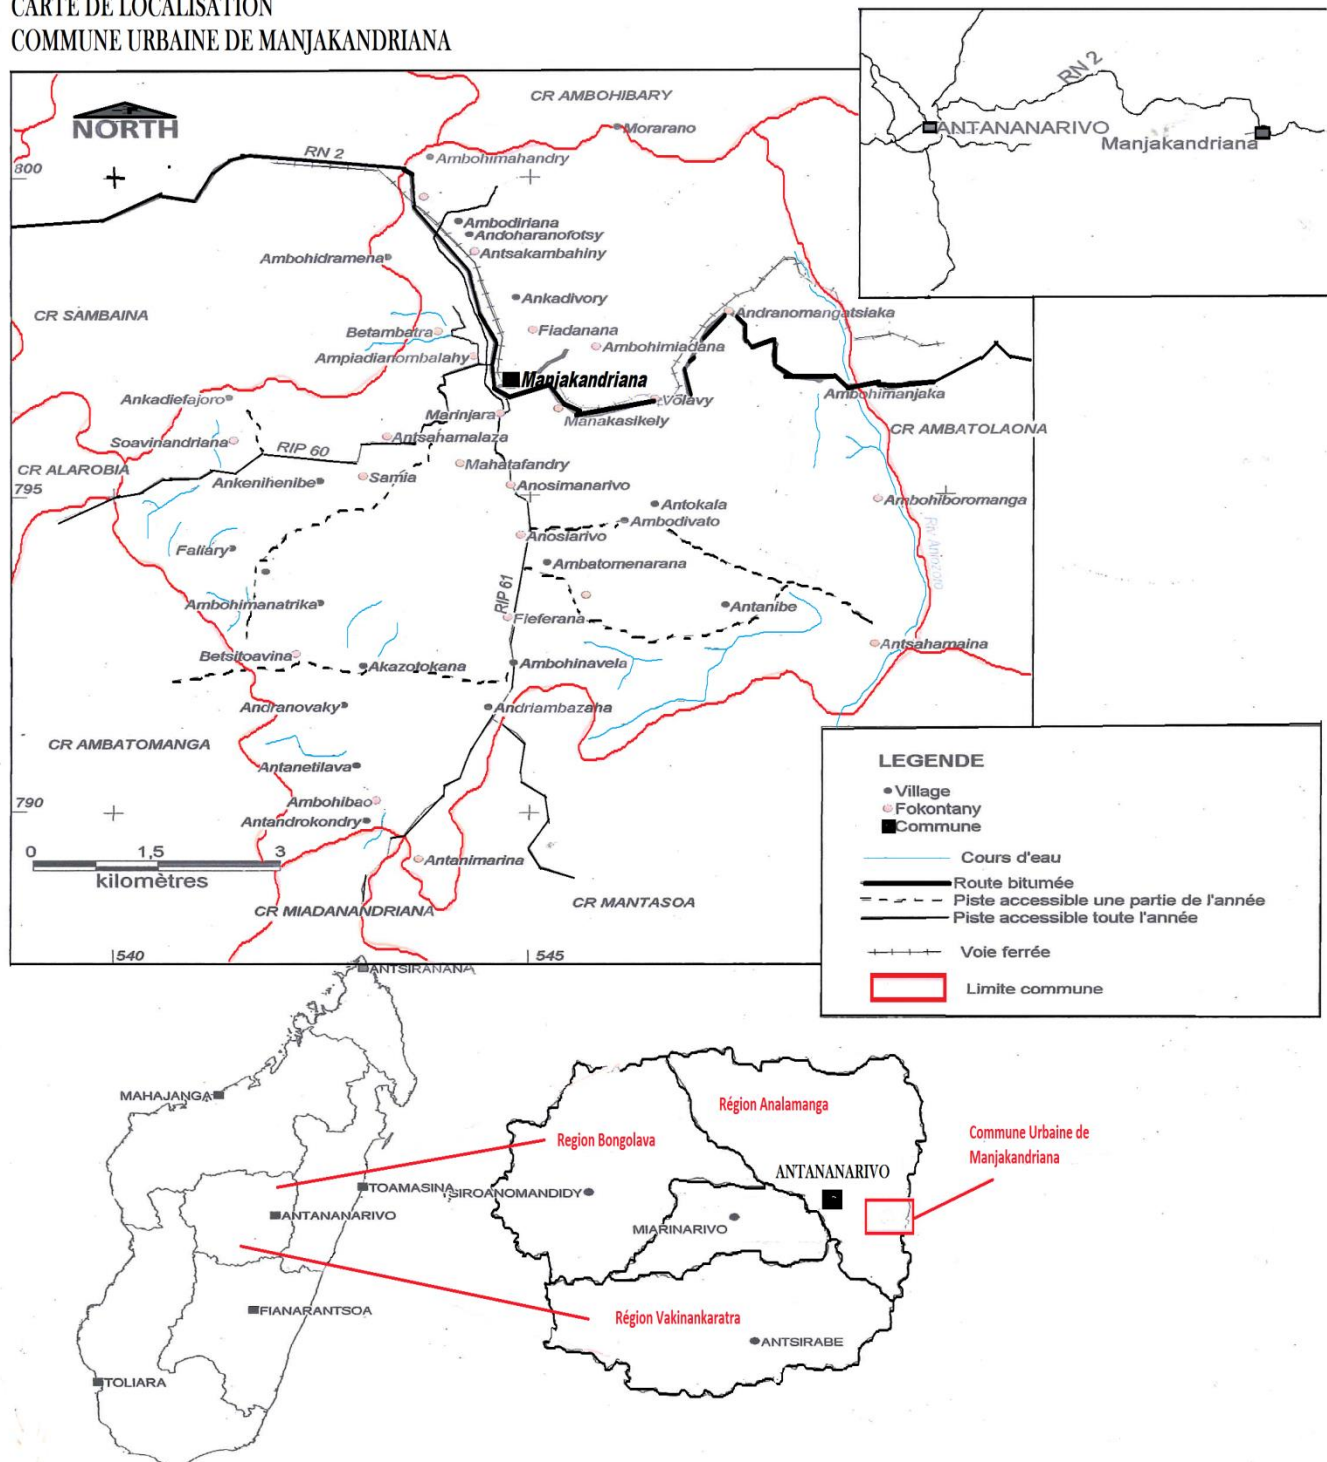 CARTE DE LOCALISATION
COMMUNE URBAINE DE MANJAKANDRIANA
RN 2
ANTANANARIVO
Manjakandriana
NORTH
CR AMBOHIBARY
Morarano
RN 2
Ambohimahandry
800
Ambodiriana
Andoharanofotsy
Antsakambahiny
Ambohidramena
Ankadivory
CR SAMBAINA
Betambatra
Fiadanana
Andranomangatsiaka
Ampiadianombalahy
Ambohimiadana
Manjakandriana
Ankadiefajoro
Volavy
Ambohimanjaka
Marinjara
Manakasikely
CR AMBATOLAONA
Soavinandriana
RIP 60
Antsahamalaza
CR ALAROBIA
Mahatafandry
795
Ankenihenibe
Samia
Anosimanarivo
Ambohiboromanga
Antokala
Ambodivato
Anosiarivo
Faliary
Ambatomenarana
Riv Anjozoro
RIP 61
Ambohimanatrika
Antanibe
Fieferana
Antsahamaina
Betsitoavina
Akazotokana
Ambohinavela
Andranovaky
Andriambazaha
CR AMBATOMANGA
Antanetilava
790
Ambohibao
Antandrokondry
0 1,5 3
kilomètres
Antanimarina
CR MIADANANDRIANA
CR MANTASOA
540
545
LEGENDE
Village
Fokontany
Commune
Cours d'eau
Route bitumée
Piste accessible une partie de l'année
Piste accessible toute l'année
Voie ferrée
Limite commune
ANTSIRANANA
MAHAJANGA
TOAMASINA
ANTANANARIVO
FIANARANTSOA
TOLIARA
Région Analamanga
Region Bongolava
Commune Urbaine de
Manjakandriana
ANTANANARIVO
SIROANOMANDIDY
MIARINARIVO
Région Vakinankaratra
ANTSIRABE